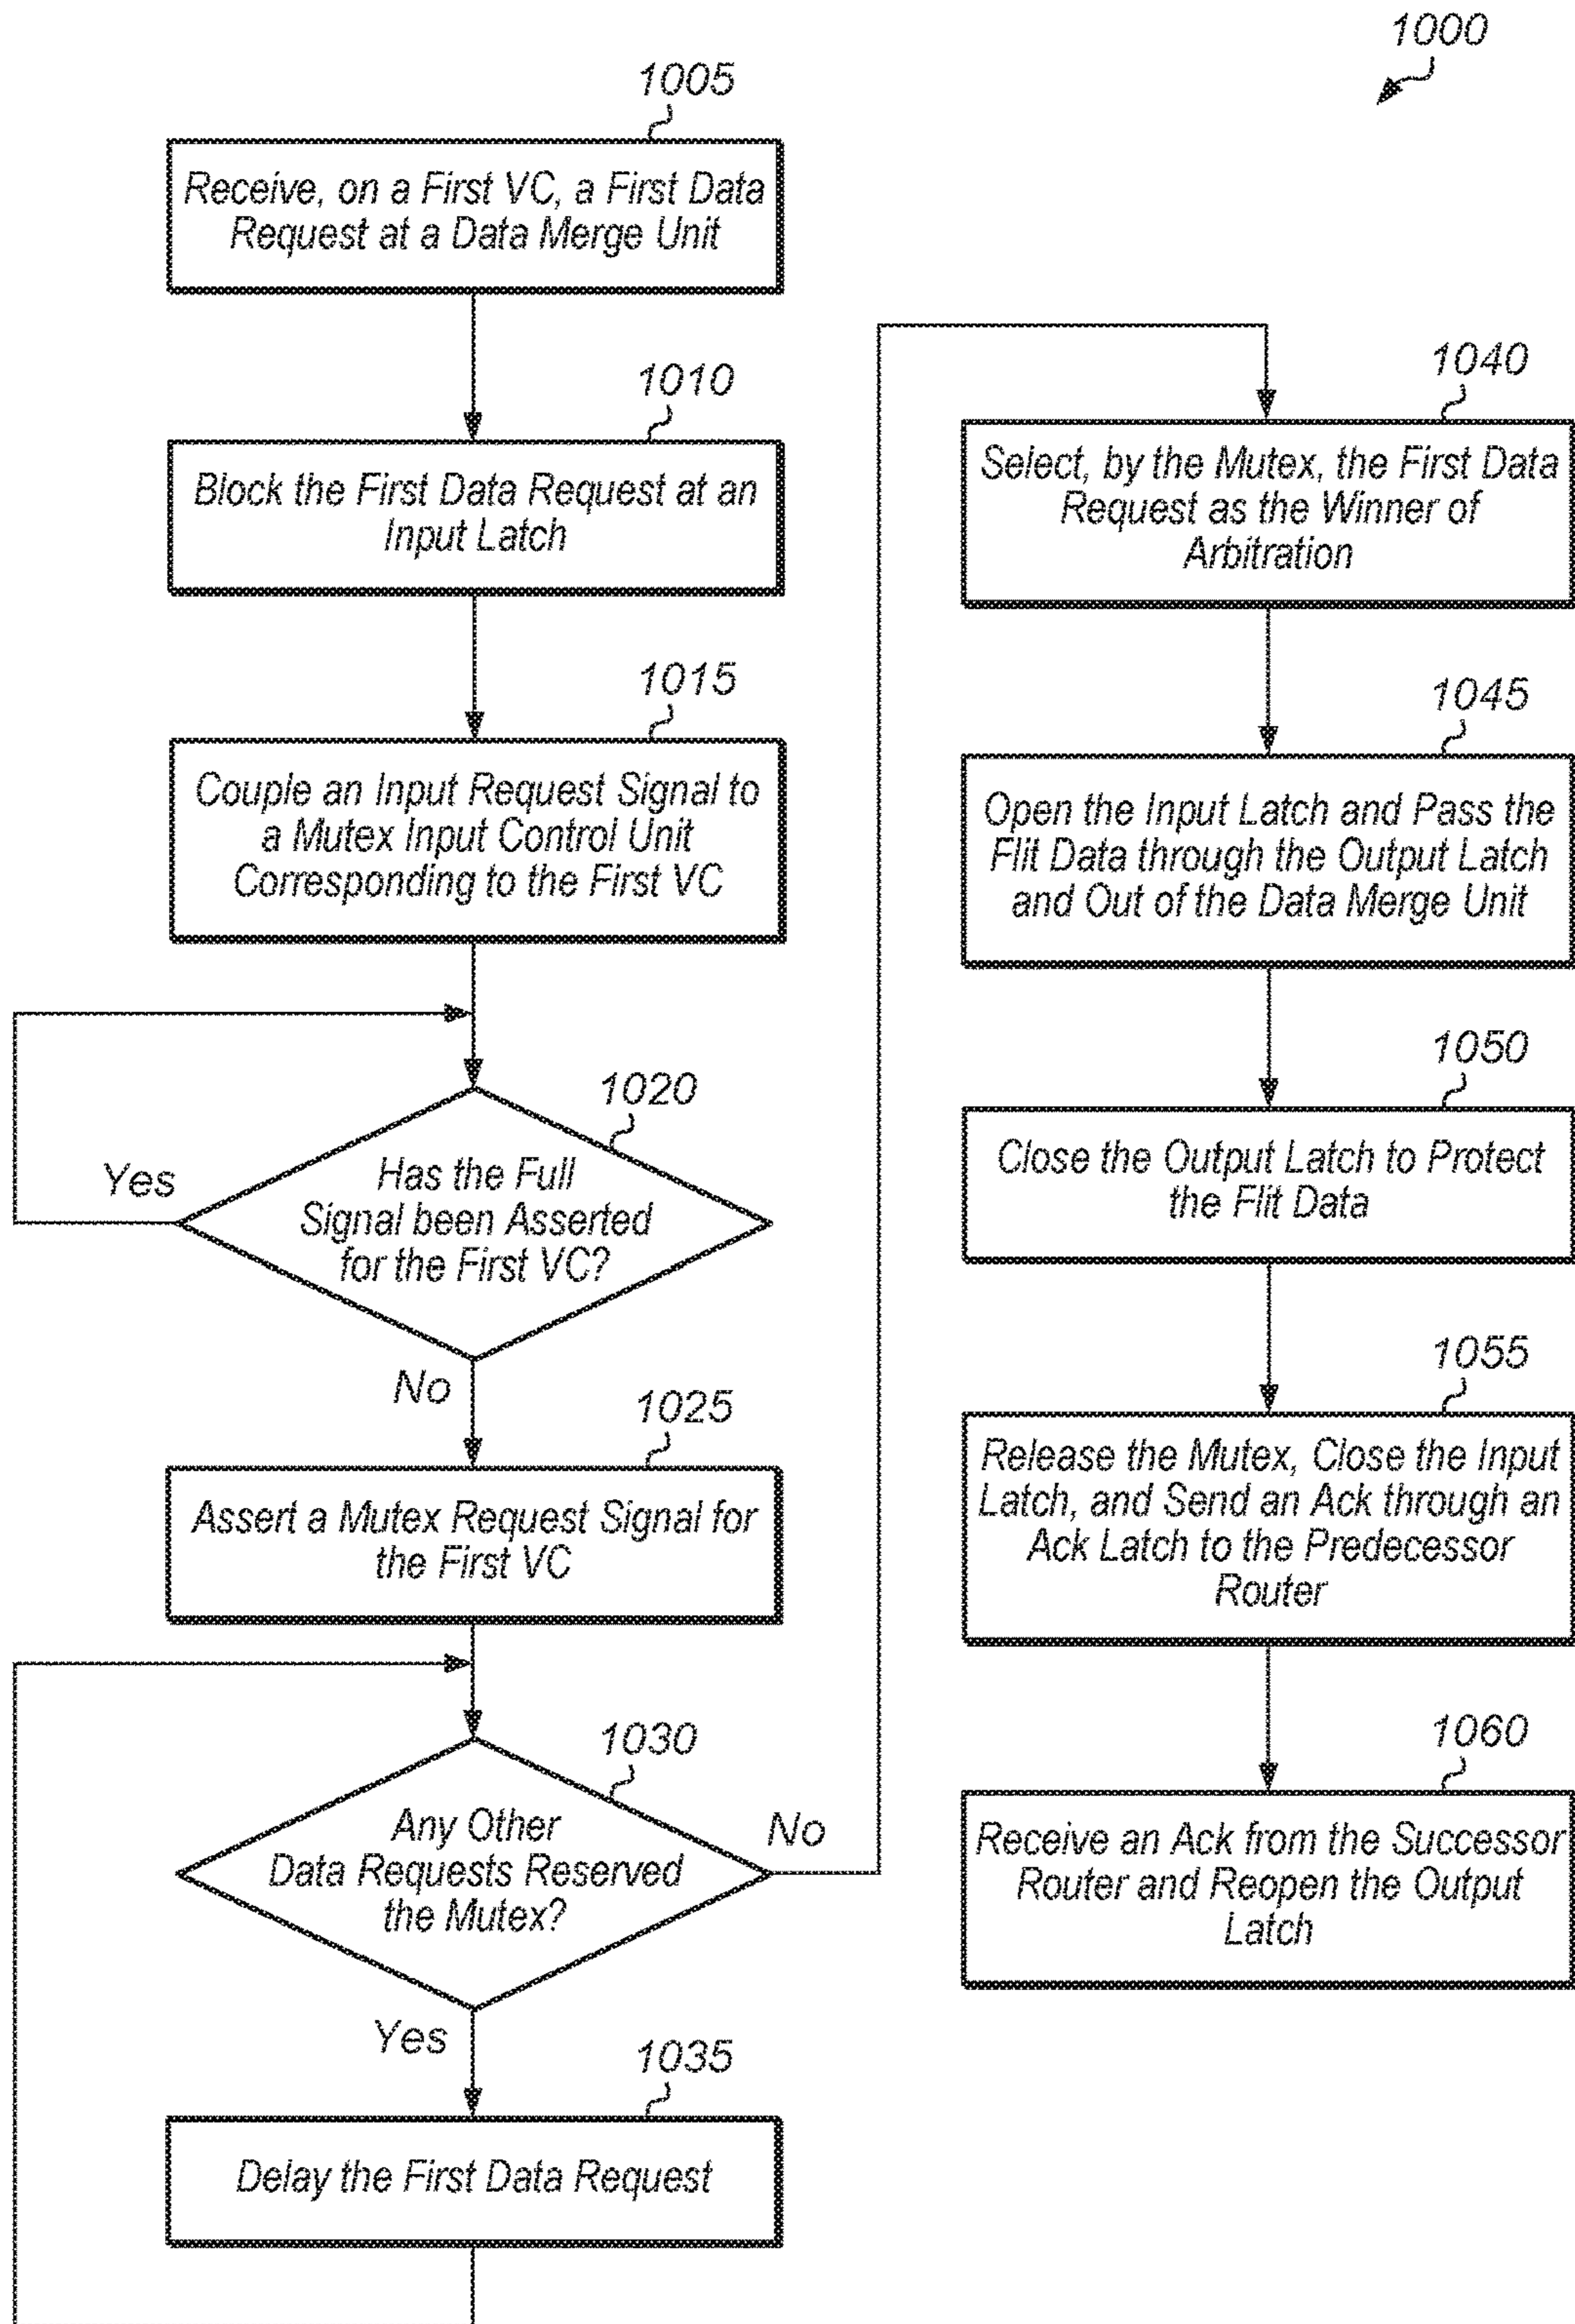 1000
1005
Receive, on a First VC, a First Data
Request at a Data Merge Unit
1010
Block the First Data Request at an
Input Latch
1015
Couple an Input Request Signal to
a Mutex Input Control Unit
Corresponding to the First VC
1020
Has the Full
Signal been Asserted
for the First VC?
Yes
No
1025
Assert a Mutex Request Signal for
the First VC
1030
Any Other
Data Requests Reserved
the Mutex?
No
Yes
1035
Delay the First Data Request
1040
Select, by the Mutex, the First Data
Request as the Winner of
Arbitration
1045
Open the Input Latch and Pass the
Flit Data through the Output Latch
and Out of the Data Merge Unit
1050
Close the Output Latch to Protect
the Flit Data
1055
Release the Mutex, Close the Input
Latch, and Send an Ack through an
Ack Latch to the Predecessor
Router
1060
Receive an Ack from the Successor
Router and Reopen the Output
Latch